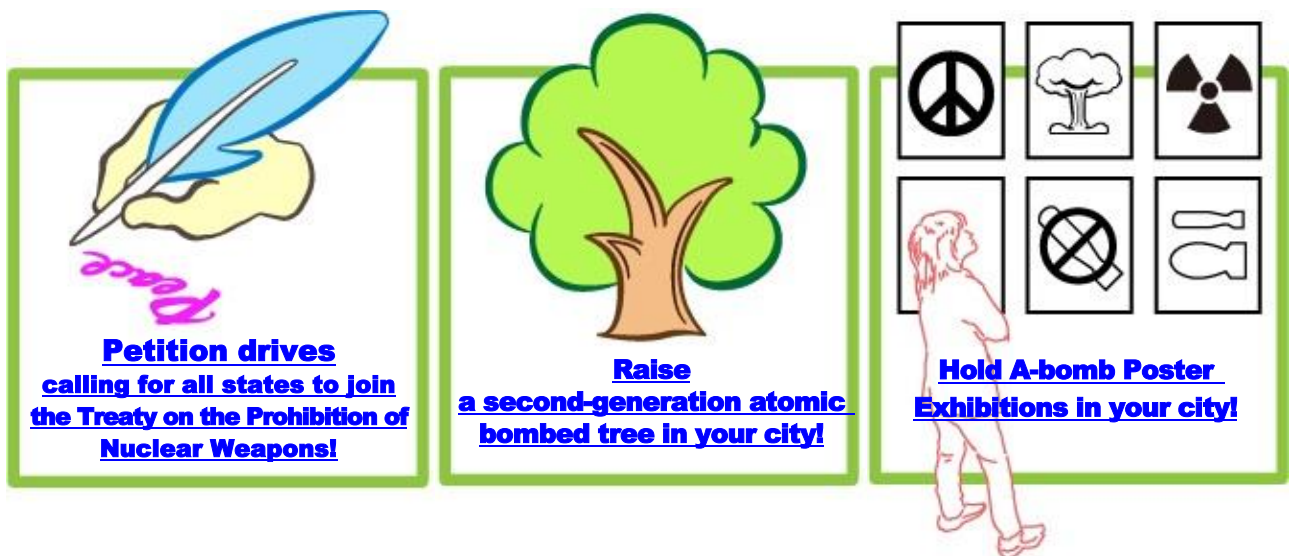 Peace
Petition drives
calling for all states to join
the Treaty on the Prohibition of
Nuclear Weapons!
Raise
a second-generation atomic
bombed tree in your city!
Hold A-bomb Poster
Exhibitions in your city!